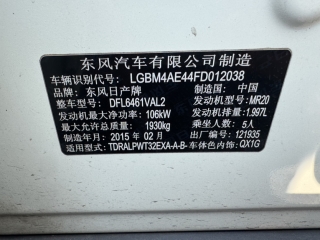 东风汽车有限公司制造
车辆识别代号: LGBM4AE44FD012038
品牌: 东风日产牌 制造国: 中国
整车型号: DFL6461VAL2 发动机型号: MR20
发动机最大净功率: 106kW 发动机排量: 1.997L
最大允许总质量: 1930kg 乘坐人数: 5人
制造年月: 2015 年 02 月 出厂编号: 121935
适用型式: TDRALPWT32EXA-A-B- 车体色内饰: QX1G